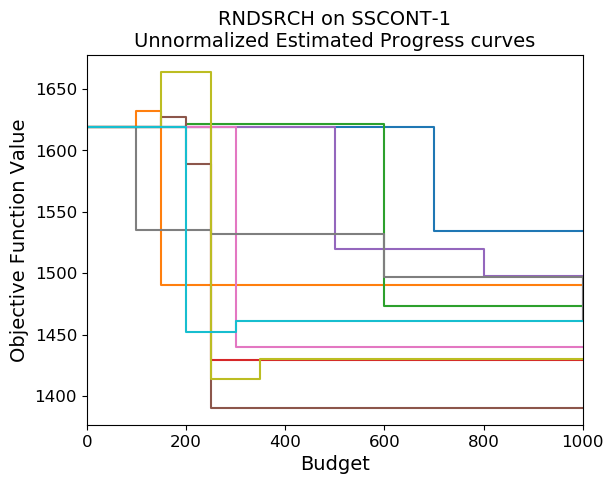 RNDSRCH on SSCONT-1
Unnormalized Estimated Progress curves
Objective Function Value
1650
1600
1550
1500
1450
1400
0 200 400 600 800 1000
Budget